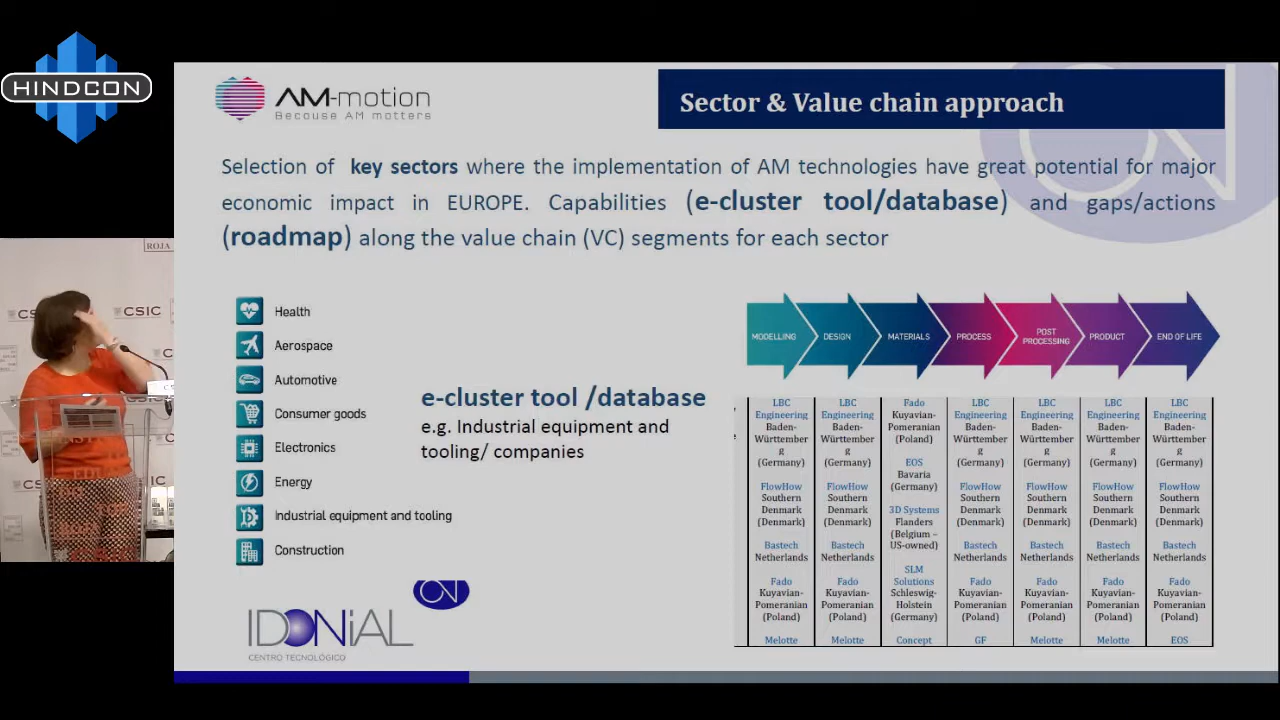 HINDCON
AM-motion
Because AM matters
Sector & Value chain approach
Selection of key sectors where the implementation of AM technologies have great potential for major
economic impact in EUROPE. Capabilities (e-cluster tool/database) and gaps/actions
(roadmap) along the value chain (VC) segments for each sector
ROJA
CSIC
CSIC
Health
Aerospace
Automotive
Consumer goods
Electronics
Energy
Industrial equipment and tooling
Construction
e-cluster tool /database
e.g. Industrial equipment and
tooling/ companies
MODELLING
DESIGN
MATERIALS
PROCESS
POST
PROCESSING
PRODUCT
END OF LIFE
LBC
Engineering
Baden-
Württember
g
(Germany)
FlowHow
Southern
Denmark
(Denmark)
Bastech
Netherlands
Fado
Kuyavian-
Pomeranian
(Poland)
Melotte
LBC
Engineering
Baden-
Württember
g
(Germany)
FlowHow
Southern
Denmark
(Denmark)
Bastech
Netherlands
Fado
Kuyavian-
Pomeranian
(Poland)
Melotte
Fado
Kuyavian-
Pomeranian
(Poland)
EOS
Bavaria
(Germany)
3D Systems
Flanders
(Belgium –
US-owned)
SLM
Solutions
Schleswig-
Holstein
(Germany)
Concept
LBC
Engineering
Baden-
Württember
g
(Germany)
FlowHow
Southern
Denmark
(Denmark)
Bastech
Netherlands
Fado
Kuyavian-
Pomeranian
(Poland)
GF
LBC
Engineering
Baden-
Württember
g
(Germany)
FlowHow
Southern
Denmark
(Denmark)
Bastech
Netherlands
Fado
Kuyavian-
Pomeranian
(Poland)
Melotte
LBC
Engineering
Baden-
Württember
g
(Germany)
FlowHow
Southern
Denmark
(Denmark)
Bastech
Netherlands
Fado
Kuyavian-
Pomeranian
(Poland)
Melotte
LBC
Engineering
Baden-
Württember
g
(Germany)
FlowHow
Southern
Denmark
(Denmark)
Bastech
Netherlands
Fado
Kuyavian-
Pomeranian
(Poland)
EOS
IDONIAL
CENTRO TECNOLÓGICO